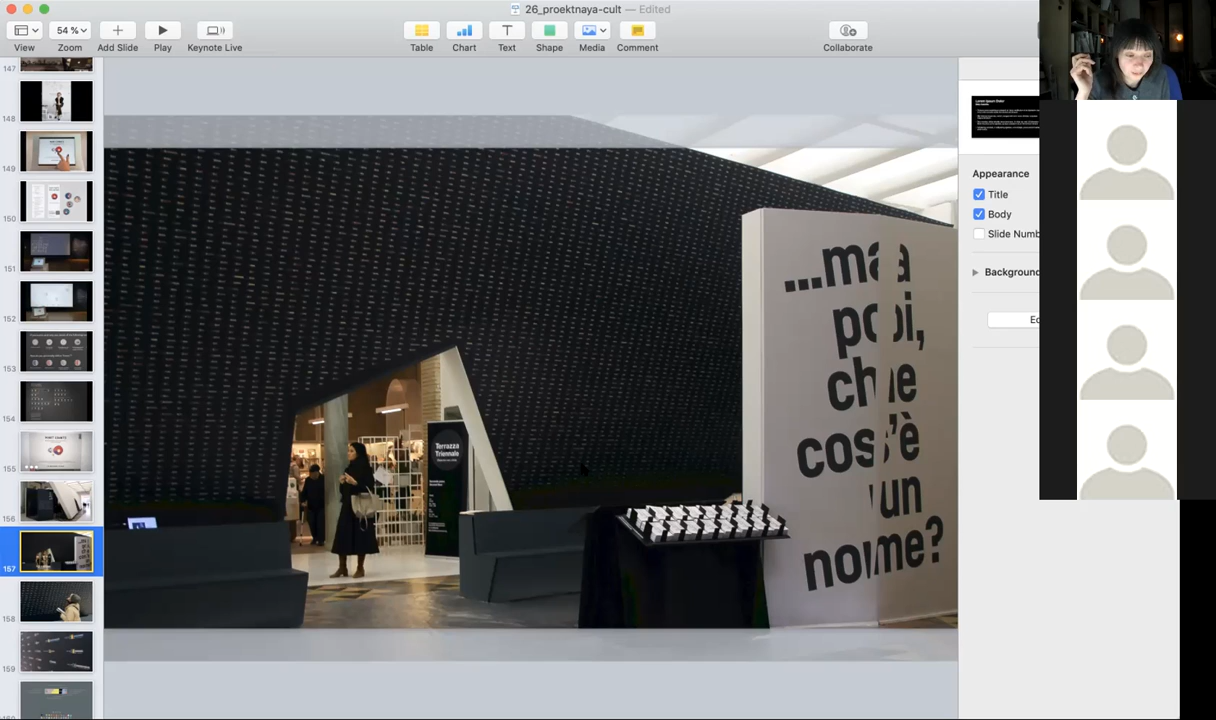 26_proektnaya-cult — Edited
54 %
View
Zoom
Add Slide
Play
Keynote Live
Table
Chart
Text
Shape
Media
Comment
Collaborate
147
148
149
150
151
152
153
154
155
156
157
158
159
Appearance
Title
Body
Slide Numb
Background
...ma
poi,
che
cos'è
un
nome?
Terrazza
Triennale